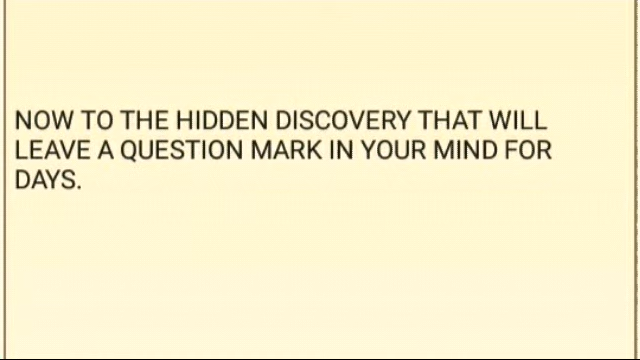 NOW TO THE HIDDEN DISCOVERY THAT WILL
LEAVE A QUESTION MARK IN YOUR MIND FOR
DAYS.